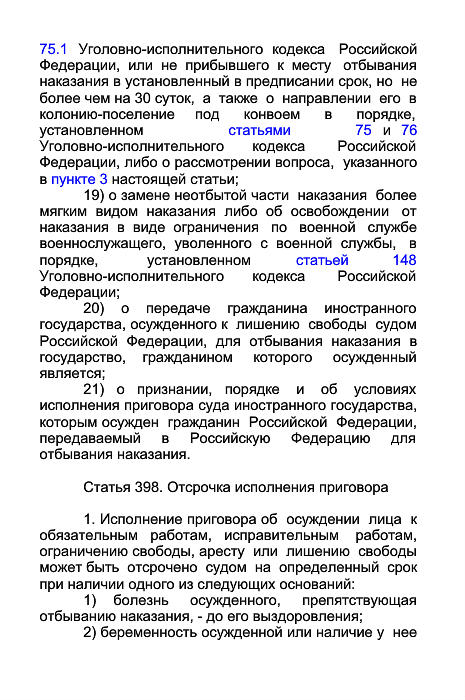 75.1 Уголовно-исполнительного кодекса Российской
Федерации, или не прибывшего к месту отбывания
наказания в установленный в предписании срок, но не
более чем на 30 суток, а также о направлении его в
колонию-поселение под конвоем в порядке,
установленном статьями 75 и 76
Уголовно-исполнительного кодекса Российской
Федерации, либо о рассмотрении вопроса, указанного
в пункте 3 настоящей статьи;
19) о замене неотбытой части наказания более
мягким видом наказания либо об освобождении от
наказания в виде ограничения по военной службе
военнослужащего, уволенного с военной службы, в
порядке, установленном статьей 148
Уголовно-исполнительного кодекса Российской
Федерации;
20) о передаче гражданина иностранного
государства, осужденного к лишению свободы судом
Российской Федерации, для отбывания наказания в
государство, гражданином которого осужденный
является;
21) о признании, порядке и об условиях
исполнения приговора суда иностранного государства,
которым осужден гражданин Российской Федерации,
передаваемый в Российскую Федерацию для
отбывания наказания.
Статья 398. Отсрочка исполнения приговора
1. Исполнение приговора об осуждении лица к
обязательным работам, исправительным работам,
ограничению свободы, аресту или лишению свободы
может быть отсрочено судом на определенный срок
при наличии одного из следующих оснований:
1) болезнь осужденного, препятствующая
отбыванию наказания, - до его выздоровления;
2) беременность осужденной или наличие у нее